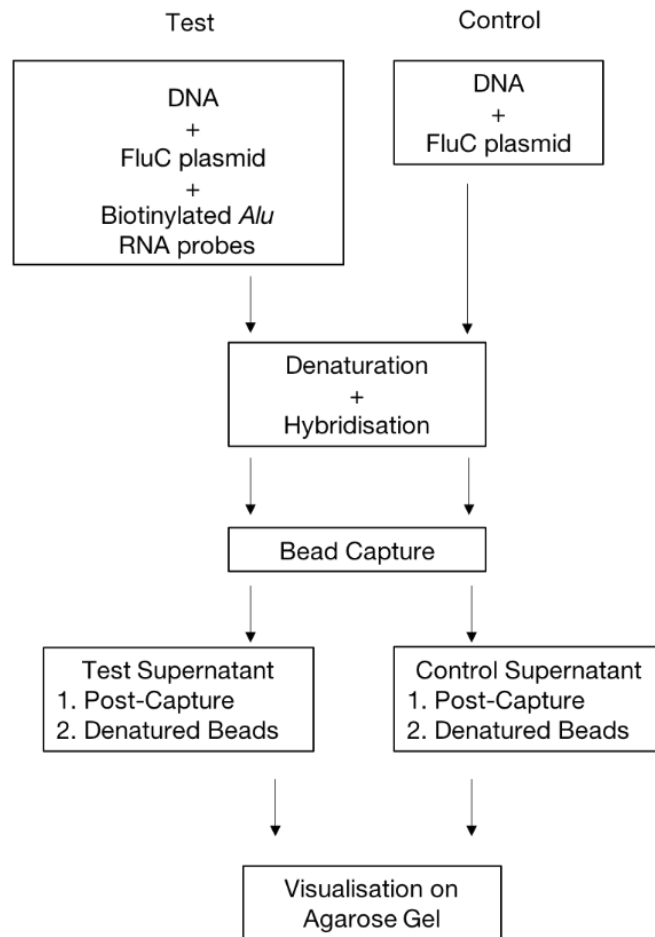 Test
Control
DNA
+
FluC plasmid
+
Biotinylated Alu
RNA probes
DNA
+
FluC plasmid
Denaturation
+
Hybridisation
Bead Capture
Test Supernatant
1. Post-Capture
2. Denatured Beads
Control Supernatant
1. Post-Capture
2. Denatured Beads
Visualisation on
Agarose Gel